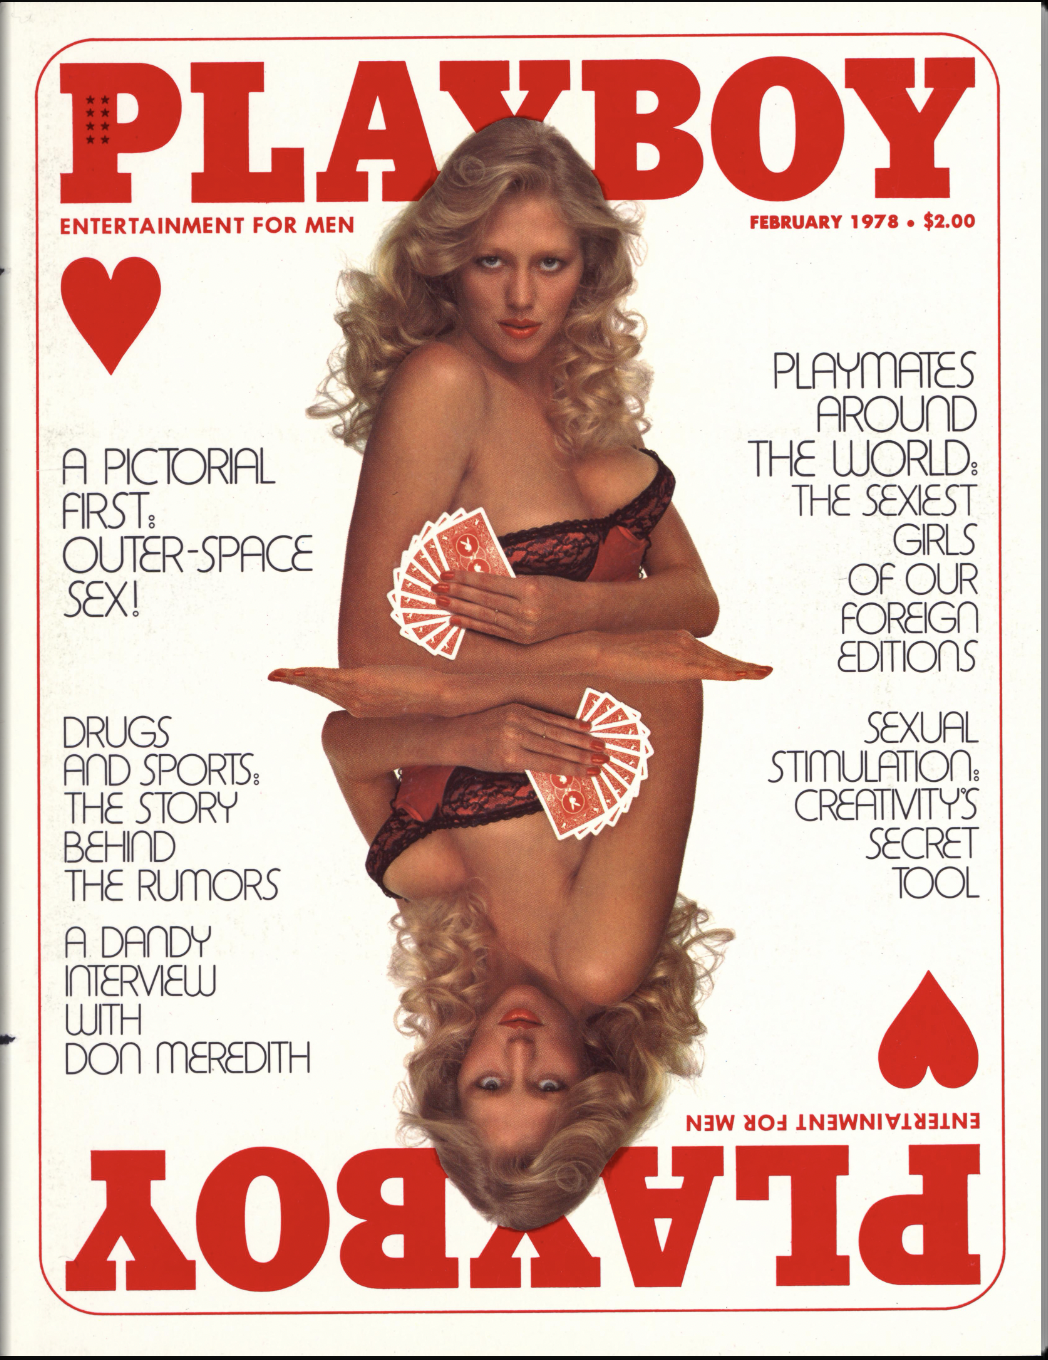 PLAYBOY
ENTERTAINMENT FOR MEN
FEBRUARY 1978 • $2.00
A PICTORIAL
FIRST:
OUTER-SPACE
SEX!
DRUGS
AND SPORTS:
THE STORY
BEHIND
THE RUMORS
A DANDY
INTERVIEW
WITH
DON MEREDITH
PLAYMATES
AROUND
THE WORLD:
THE SEXIEST
GIRLS
OF OUR
FOREIGN
EDITIONS
SEXUAL
STIMULATION:
CREATIVITY'S
SECRET
TOOL
ENTERTAINMENT FOR MEN
PLAYBOY